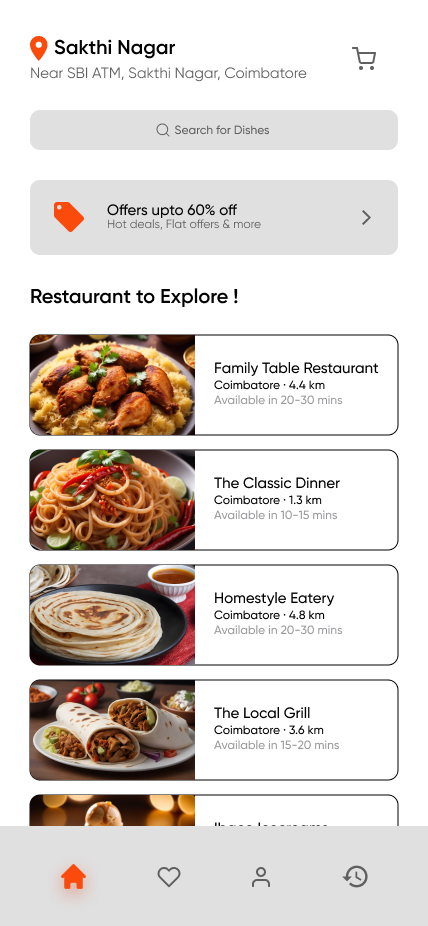 Sakthi Nagar
Near SBI ATM, Sakthi Nagar, Coimbatore
Search for Dishes
Offers upto 60% off
Hot deals, Flat offers & more
Restaurant to Explore !
Family Table Restaurant
Coimbatore · 4.4 km
Available in 20-30 mins
The Classic Dinner
Coimbatore · 1.3 km
Available in 10-15 mins
Homestyle Eatery
Coimbatore · 4.8 km
Available in 20-30 mins
The Local Grill
Coimbatore · 3.6 km
Available in 15-20 mins